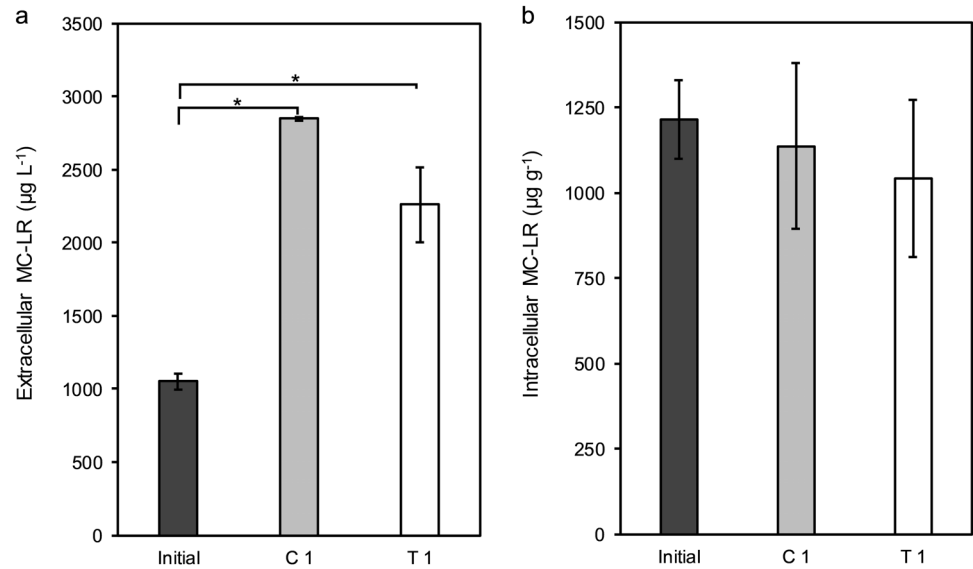 a
Extracellular MC-LR (µg L⁻¹)
3500
3000
2500
2000
1500
1000
500
0
*
*
Initial
C 1
T 1
b
Intracellular MC-LR (µg g⁻¹)
1500
1250
1000
750
500
250
0
Initial
C 1
T 1